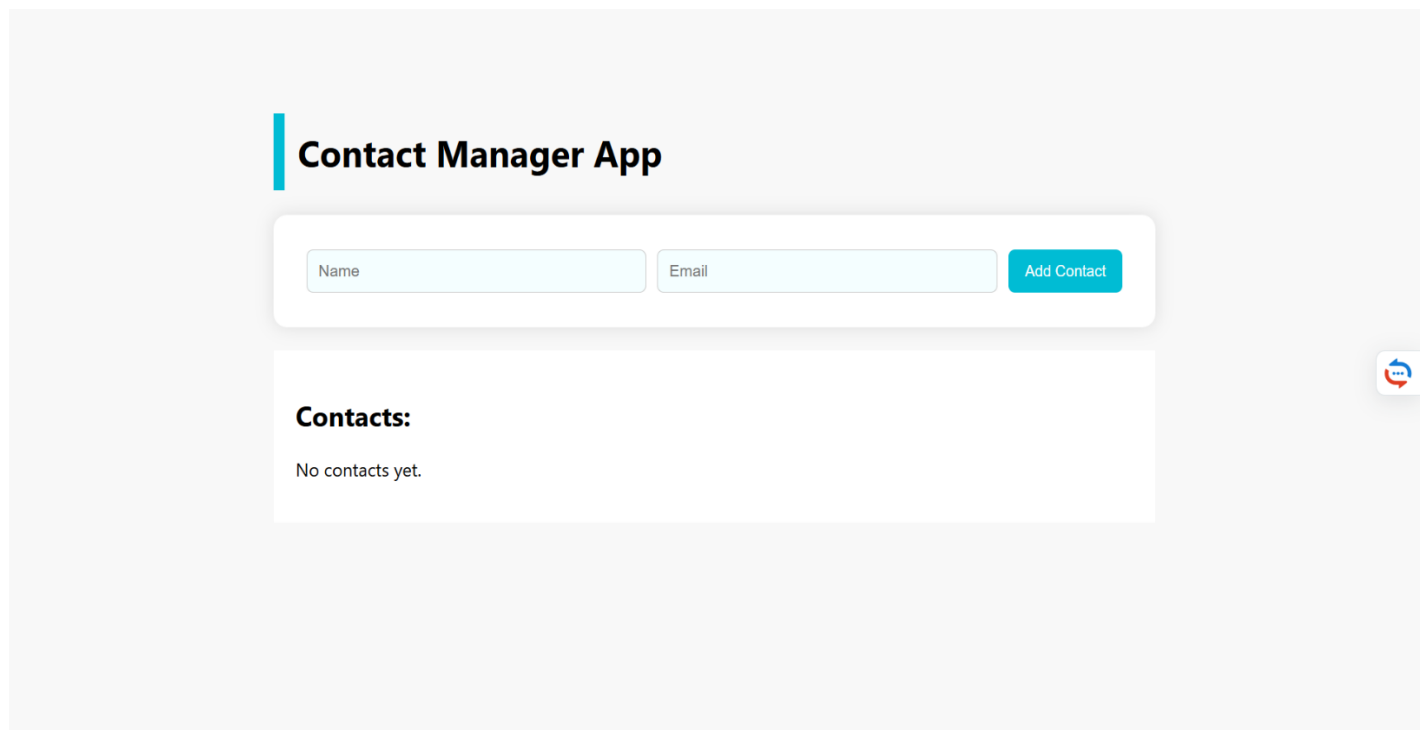 Contact Manager App
Name
Email
Add Contact
Contacts:
No contacts yet.